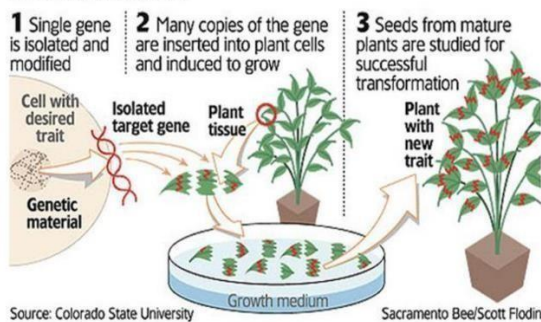 1 Single gene
is isolated and
modified
2 Many copies of the gene
are inserted into plant cells
and induced to grow
3 Seeds from mature
plants are studied for
successful
transformation
Cell with
desired
trait
Genetic
material
Isolated
target gene
Plant
tissue
Plant
with
new
trait
Growth medium
Source: Colorado State University
Sacramento Bee/Scott Flodin